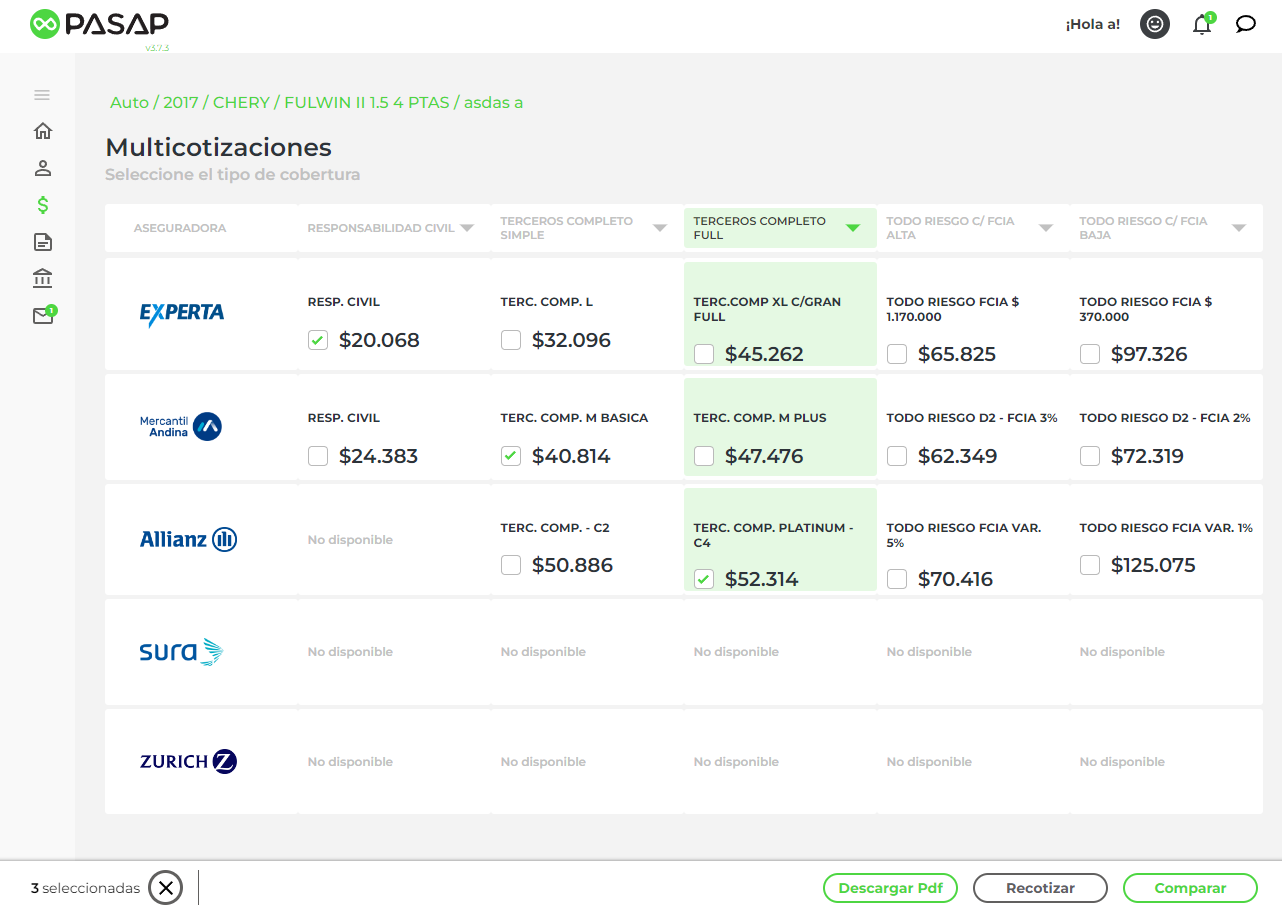 PASAP
v3.7.3
¡Hola a!
1
Auto / 2017 / CHERY / FULWIN II 1.5 4 PTAS / asdas a
Multicotizaciones
Seleccione el tipo de cobertura
ASEGURADORA
RESPONSABILIDAD CIVIL
TERCEROS COMPLETO
SIMPLE
TERCEROS COMPLETO
FULL
TODO RIESGO C/ FCIA
ALTA
TODO RIESGO C/ FCIA
BAJA
1
EXPERTA
RESP. CIVIL
$20.068
TERC. COMP. L
$32.096
TERC.COMP XL C/GRAN
FULL
$45.262
TODO RIESGO FCIA $
1.170.000
$65.825
TODO RIESGO FCIA $
370.000
$97.326
Mercantil
Andina
RESP. CIVIL
$24.383
TERC. COMP. M BASICA
$40.814
TERC. COMP. M PLUS
$47.476
TODO RIESGO D2 - FCIA 3%
$62.349
TODO RIESGO D2 - FCIA 2%
$72.319
Allianz
No disponible
TERC. COMP. - C2
$50.886
TERC. COMP. PLATINUM -
C4
$52.314
TODO RIESGO FCIA VAR.
5%
$70.416
TODO RIESGO FCIA VAR. 1%
$125.075
sura
No disponible
No disponible
No disponible
No disponible
No disponible
ZURICH
No disponible
No disponible
No disponible
No disponible
No disponible
3 seleccionadas
Descargar Pdf
Recotizar
Comparar